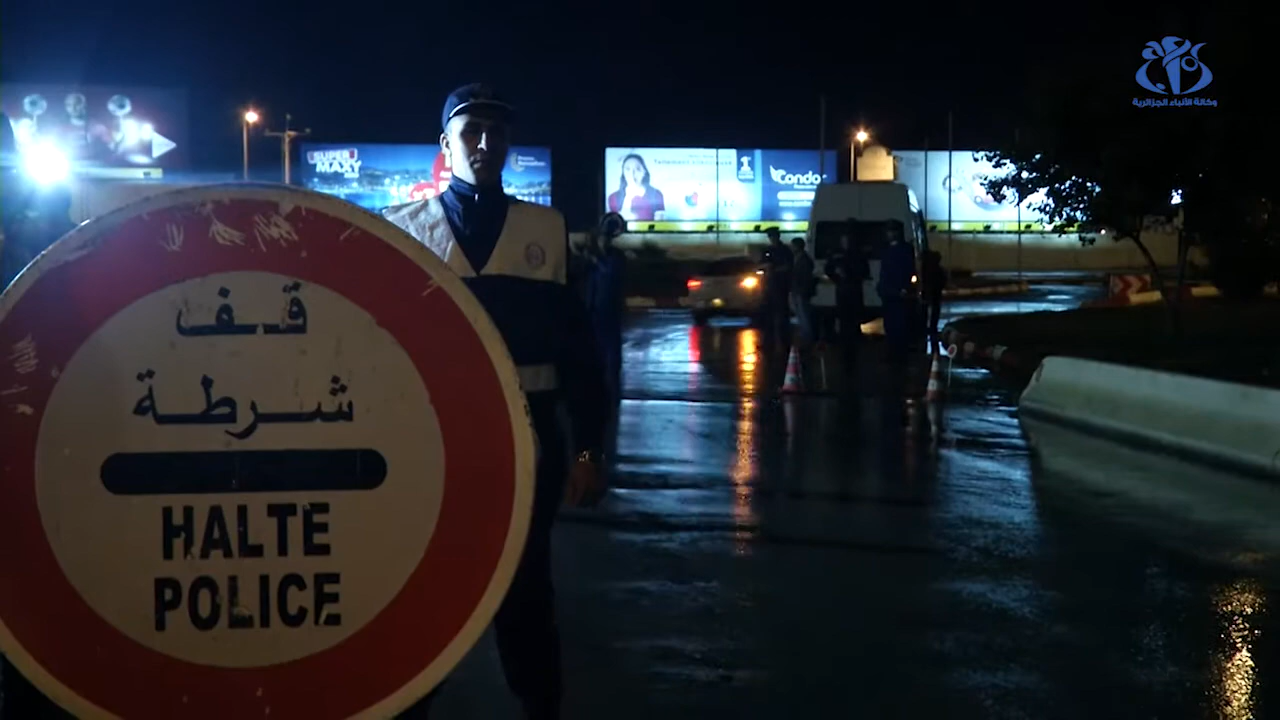 وكالة الأنباء الجزائرية
SUPER
MAXY
Condor
قف
شرطة
HALTE
POLICE